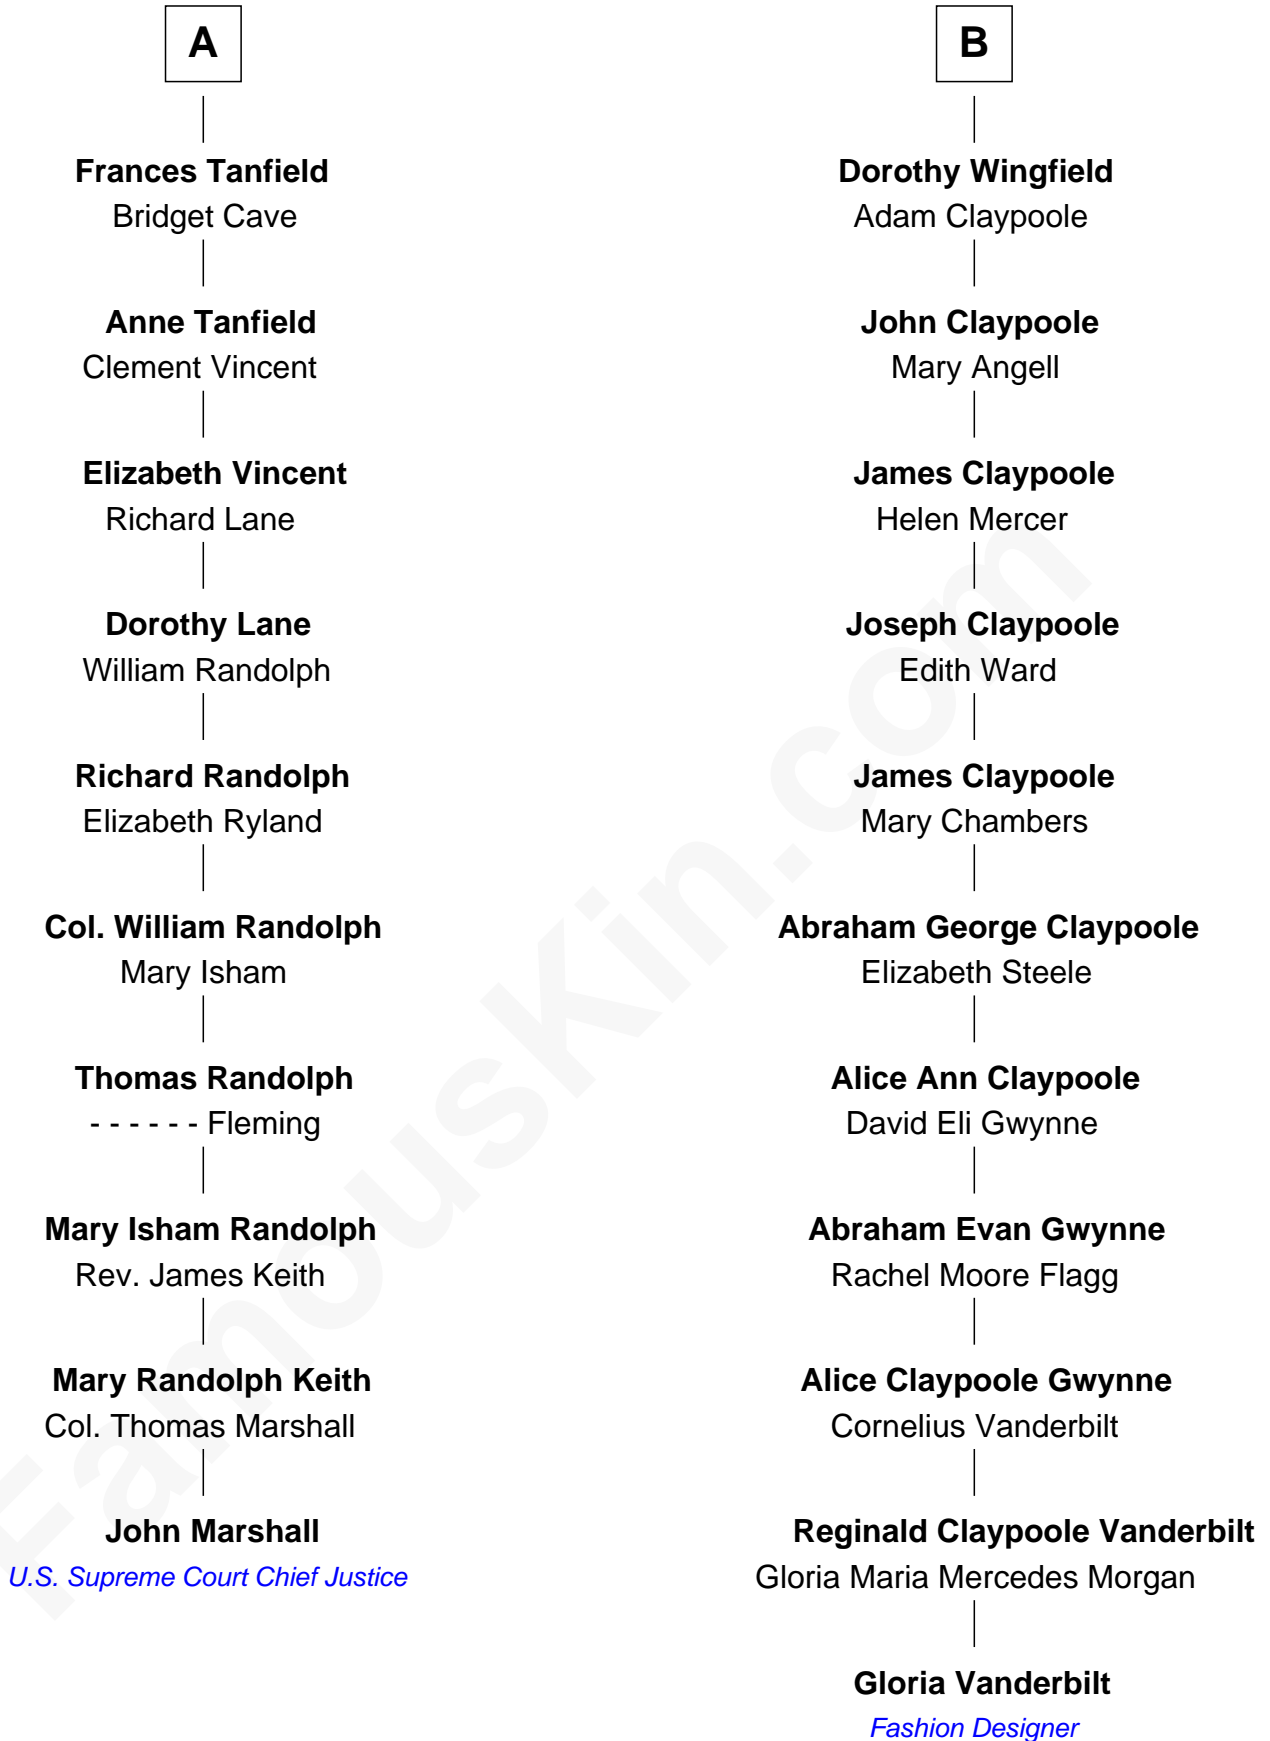 A
Frances Tanfield
Bridget Cave
Anne Tanfield
Clement Vincent
Elizabeth Vincent
Richard Lane
Dorothy Lane
William Randolph
Richard Randolph
Elizabeth Ryland
Col. William Randolph
Mary Isham
Thomas Randolph
- - - - - - Fleming
Mary Isham Randolph
Rev. James Keith
Mary Randolph Keith
Col. Thomas Marshall
John Marshall
U.S. Supreme Court Chief Justice
B
Dorothy Wingfield
Adam Claypoole
John Claypoole
Mary Angell
James Claypoole
Helen Mercer
Joseph Claypoole
Edith Ward
James Claypoole
Mary Chambers
Abraham George Claypoole
Elizabeth Steele
Alice Ann Claypoole
David Eli Gwynne
Abraham Evan Gwynne
Rachel Moore Flagg
Alice Claypoole Gwynne
Cornelius Vanderbilt
Reginald Claypoole Vanderbilt
Gloria Maria Mercedes Morgan
Gloria Vanderbilt
Fashion Designer
FamousKin.com